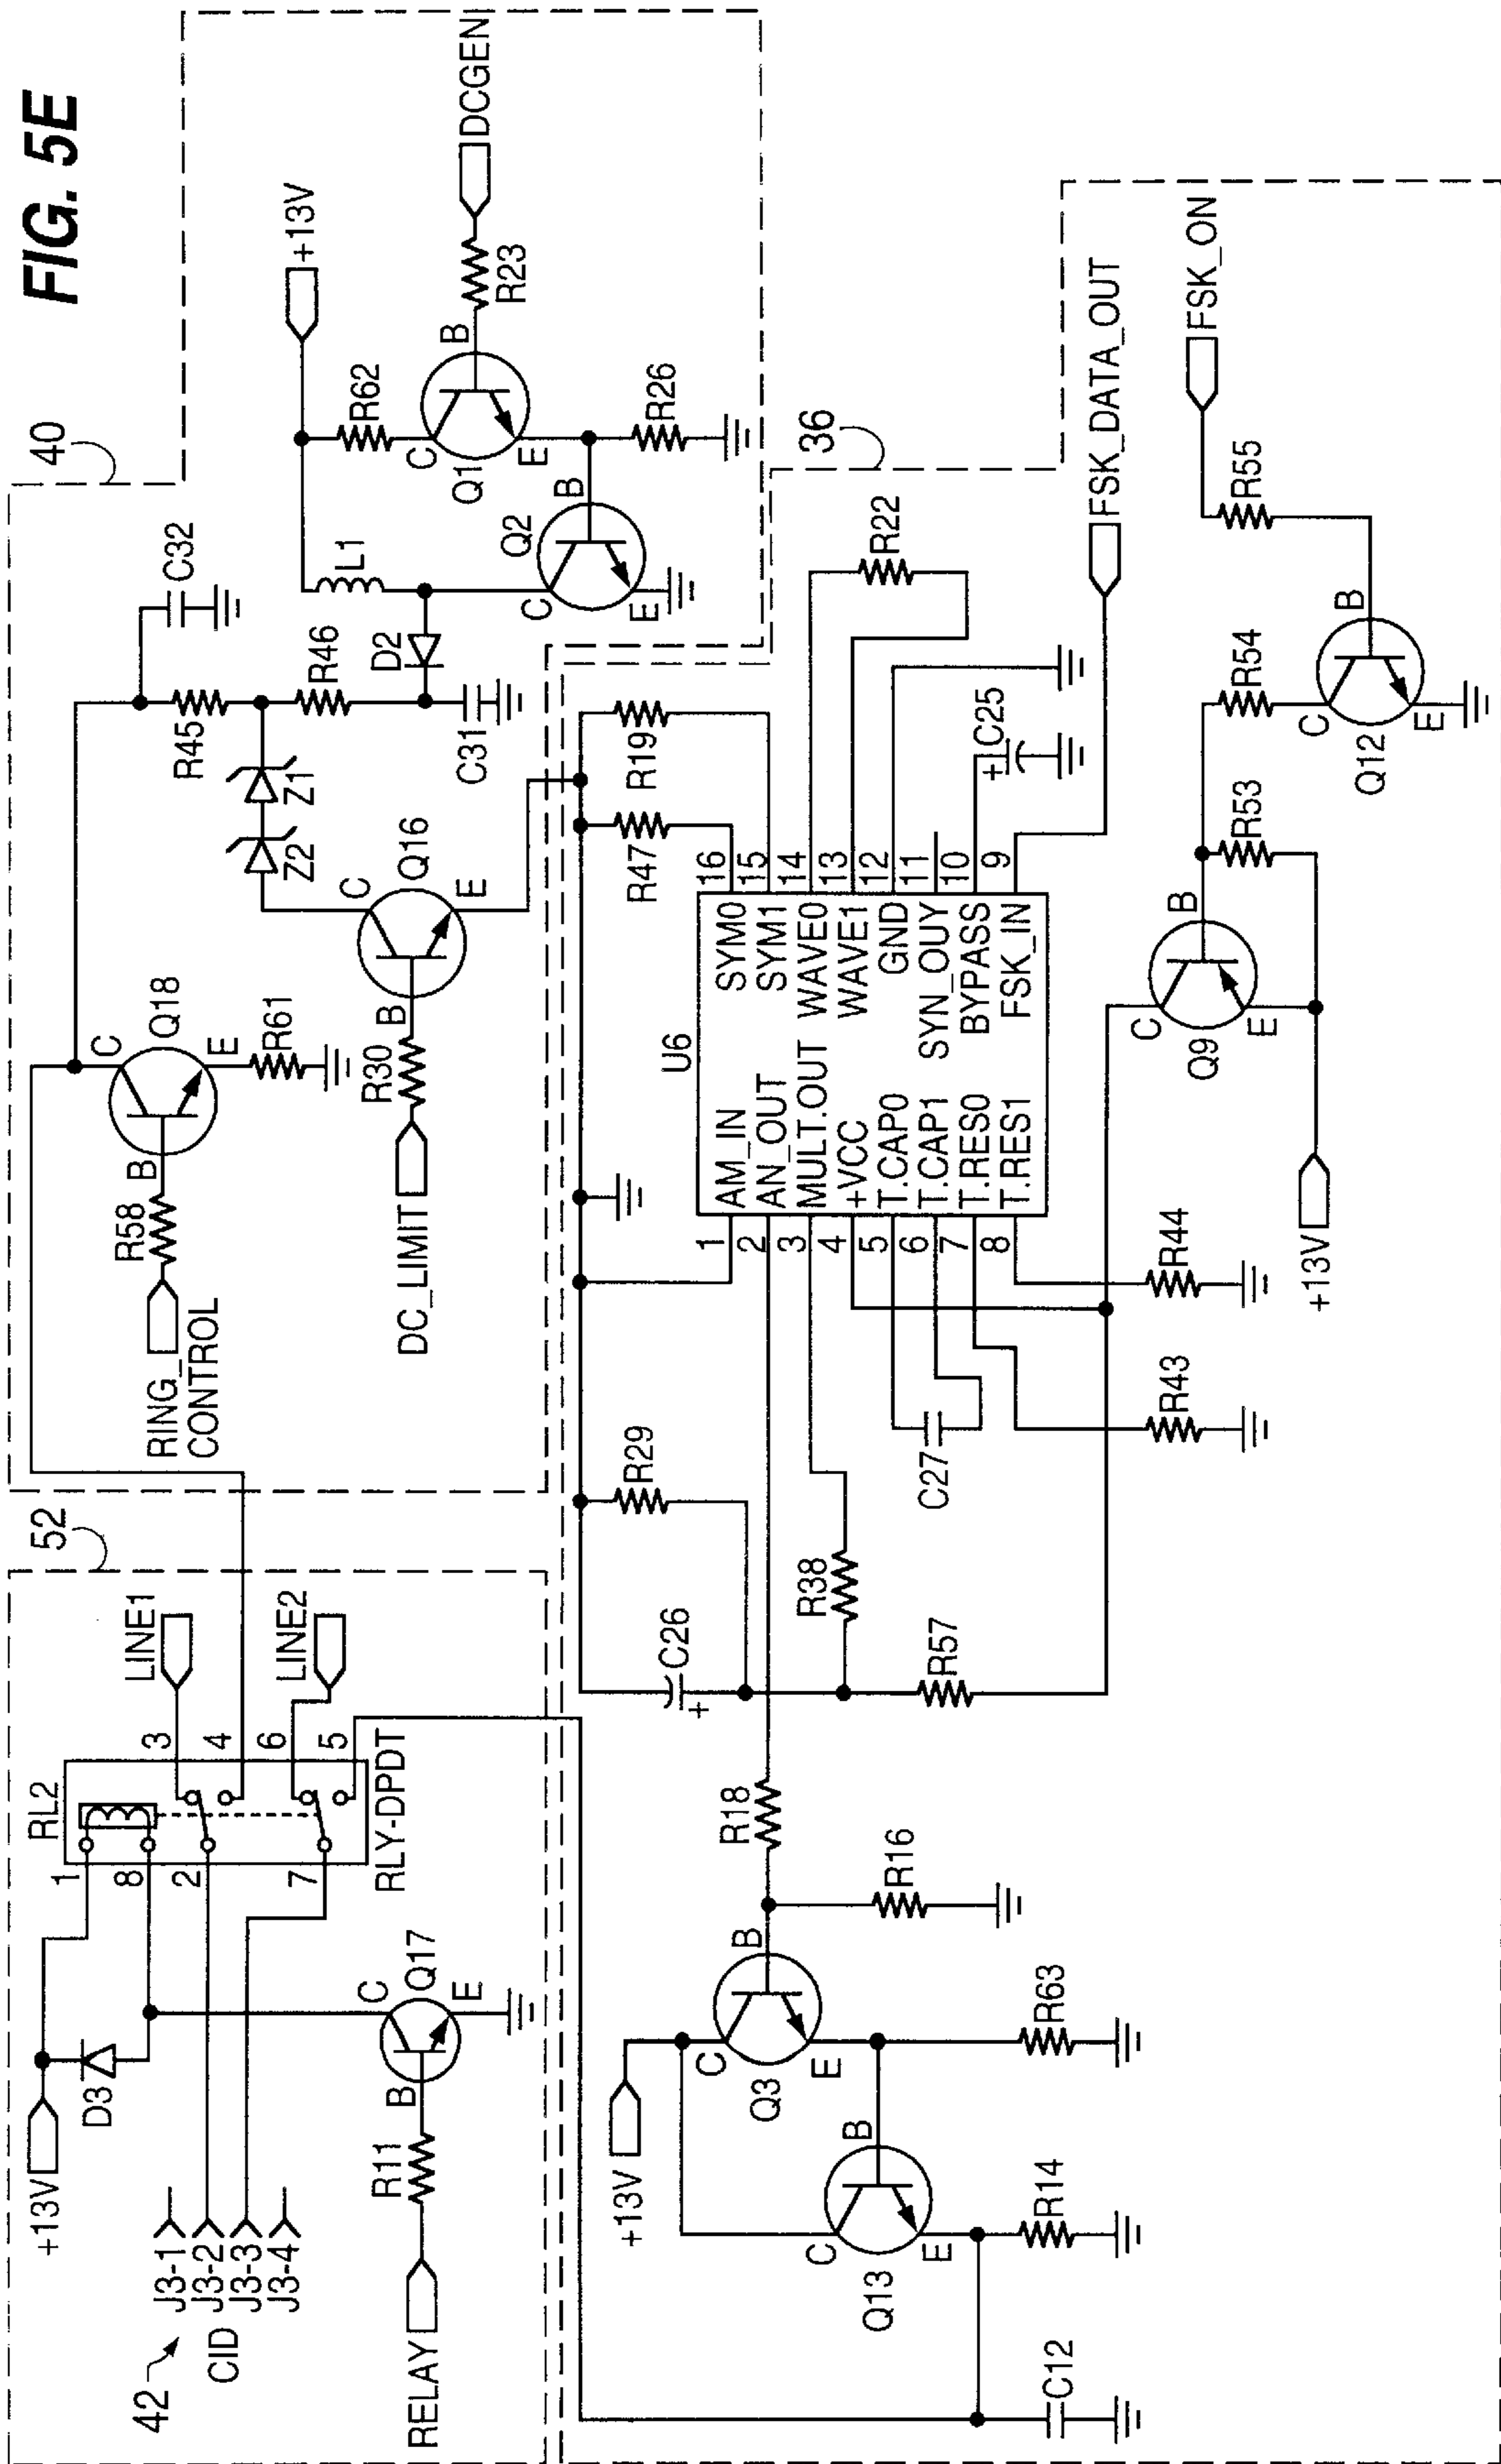 FIG. 5E
52
40
+13V
D3
RL2
1
8
2
7
3
4
6
5
LINE1
LINE2
RLY-DPDT
42
J3-1
J3-2
CID
J3-3
J3-4
RELAY
R11
B
C
Q17
E
RING_
CONTROL
R58
B
C
Q18
E
R61
DC_LIMIT
R30
B
C
Q16
E
Z2
Z1
R45
R46
C32
C31
D2
L1
+13V
R62
C
B
Q1
E
R23
DCGEN
R26
Q2
B
C
E
36
+13V
C
B
Q3
E
R18
R16
R63
C
B
Q13
E
R14
C12
C26
+
R29
R38
R57
C27
R43
R44
U6
1
2
3
4
5
6
7
8
AM_IN
AN_OUT
MULT.OUT
+VCC
T.CAP0
T.CAP1
T.RES0
T.RES1
SYM0
SYM1
WAVE0
WAVE1
GND
SYN_OUY
BYPASS
FSK_IN
16
15
14
13
12
11
10
9
R47
R19
R22
+
C25
FSK_DATA_OUT
+13V
C
B
Q9
E
R53
R54
C
B
Q12
E
R55
FSK_ON